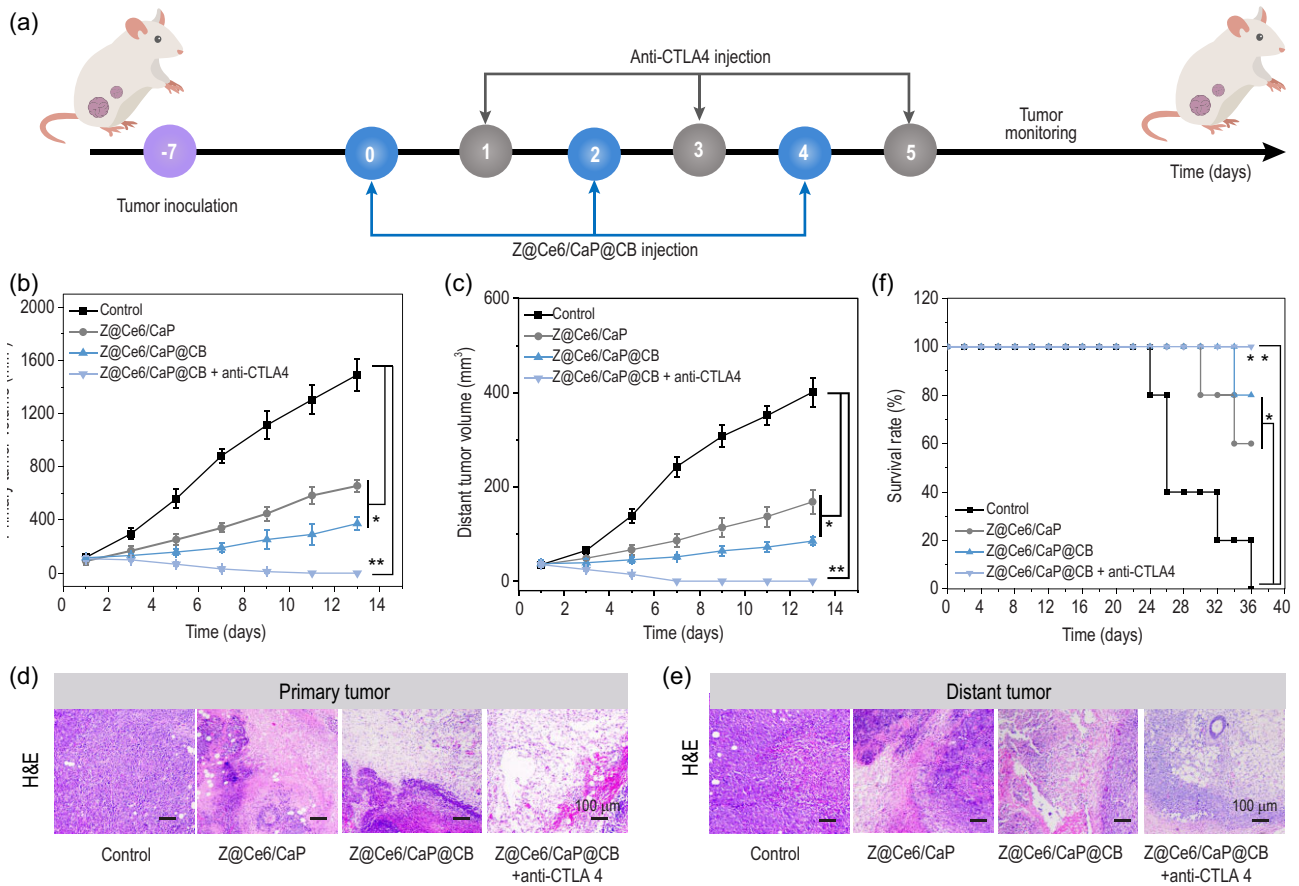 (a)
Anti-CTLA4 injection
Tumor
monitoring
-7
0
1
2
3
4
5
Time (days)
Tumor inoculation
Z@Ce6/CaP@CB injection
(b)
2000
1600
1200
800
400
0
0 2 4 6 8 10 12 14
Control
Z@Ce6/CaP
Z@Ce6/CaP@CB
Z@Ce6/CaP@CB + anti-CTLA4
*
**
Time (days)
(c)
Distant tumor volume (mm³)
600
400
200
0
0 2 4 6 8 10 12 14
Control
Z@Ce6/CaP
Z@Ce6/CaP@CB
Z@Ce6/CaP@CB + anti-CTLA4
*
**
Time (days)
(f)
Survival rate (%)
120
100
80
60
40
20
0
0 4 8 12 16 20 24 28 32 36 40
* *
*
Control
Z@Ce6/CaP
Z@Ce6/CaP@CB
Z@Ce6/CaP@CB + anti-CTLA4
Time (days)
(d)
Primary tumor
H&E
100 μm
Control
Z@Ce6/CaP
Z@Ce6/CaP@CB
Z@Ce6/CaP@CB
+anti-CTLA 4
(e)
Distant tumor
H&E
100 μm
Control
Z@Ce6/CaP
Z@Ce6/CaP@CB
Z@Ce6/CaP@CB
+anti-CTLA 4